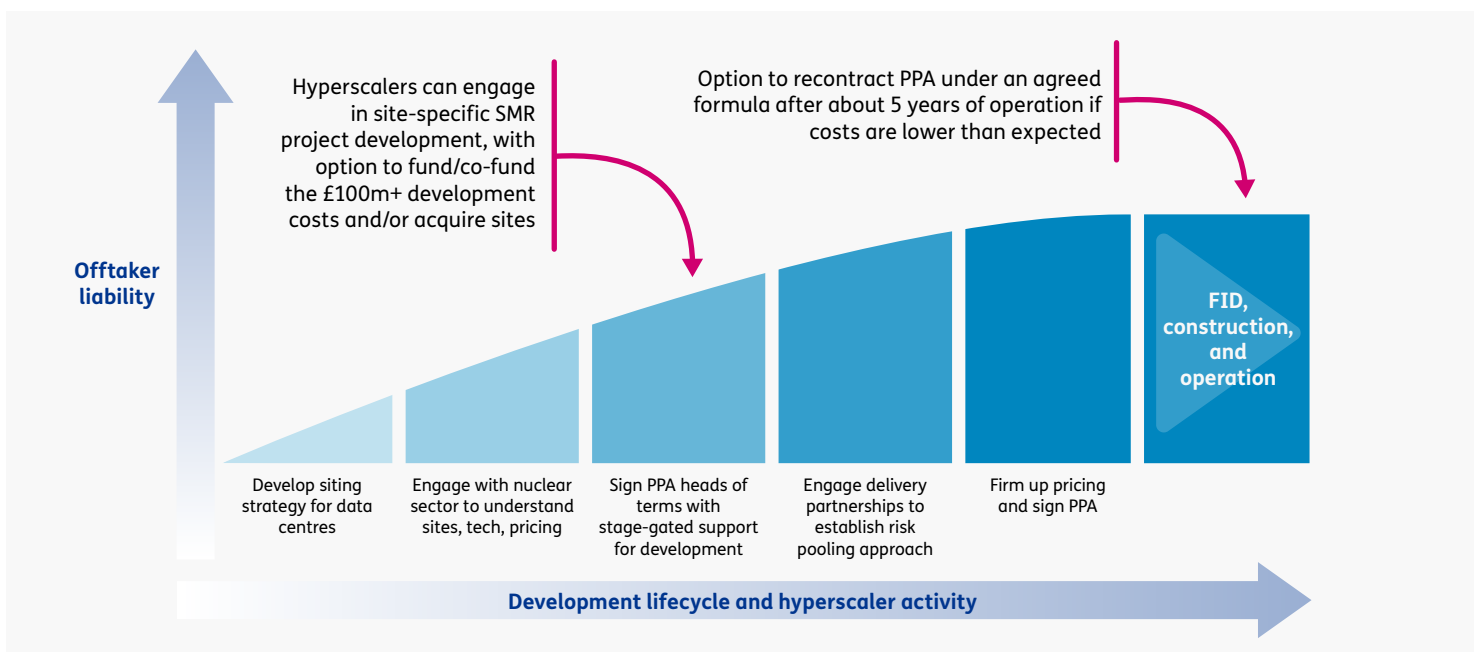 Hyperscalers can engage
in site-specific SMR
project development, with
option to fund/co-fund
the £100m+ development
costs and/or acquire sites
Option to recontract PPA under an agreed
formula after about 5 years of operation if
costs are lower than expected
Offtaker
liability
FID,
construction,
and
operation
Develop siting
strategy for data
centres
Engage with nuclear
sector to understand
sites, tech, pricing
Sign PPA heads of
terms with
stage-gated support
for development
Engage delivery
partnerships to
establish risk
pooling approach
Firm up pricing
and sign PPA
Development lifecycle and hyperscaler activity